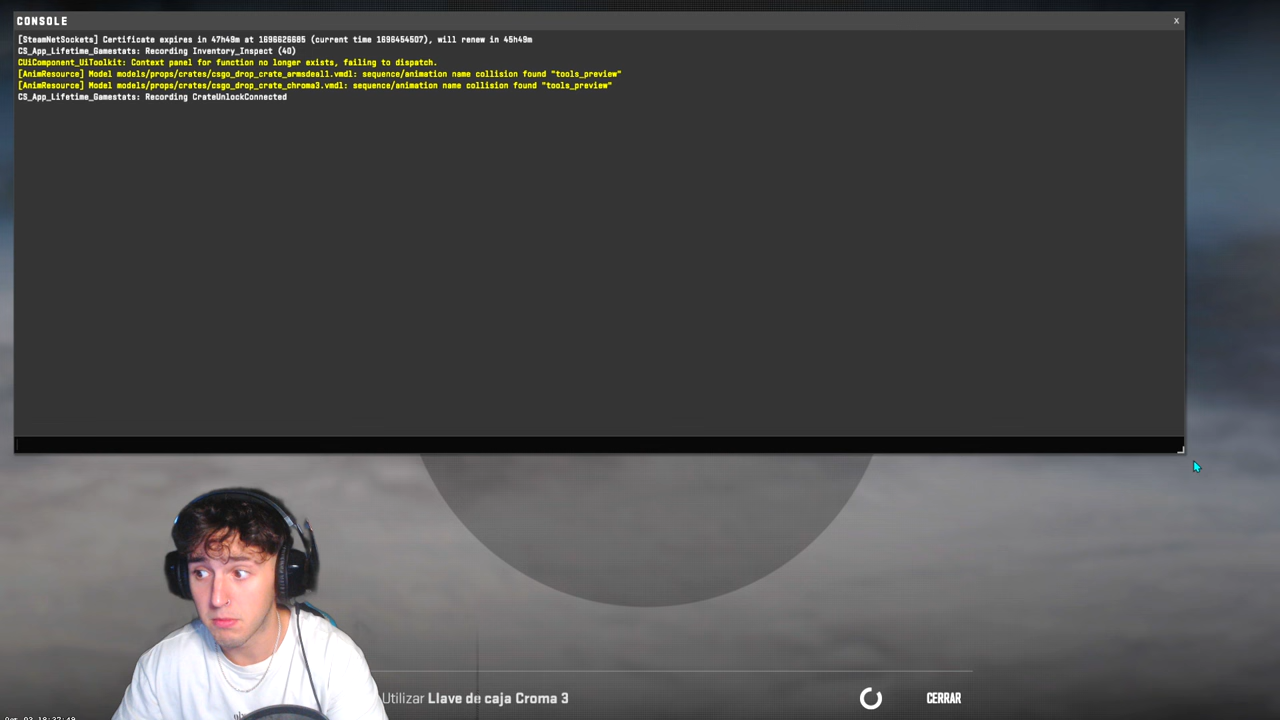 CONSOLE
X
[SteamNetSockets] Certificate expires in 47h49m at 1696626685 (current time 1696454507), will renew in 45h49m
CS_App_Lifetime_Gamestats: Recording Inventory_Inspect (40)
CUiComponent_UiToolkit: Context panel for function no longer exists, failing to dispatch.
[AnimResource] Model models/props/crates/csgo_drop_crate_armsdeal1.vmdl: sequence/animation name collision found "tools_preview"
[AnimResource] Model models/props/crates/csgo_drop_crate_chroma3.vmdl: sequence/animation name collision found "tools_preview"
CS_App_Lifetime_Gamestats: Recording CrateUnlockConnected
Utilizar Llave de caja Croma 3
CERRAR